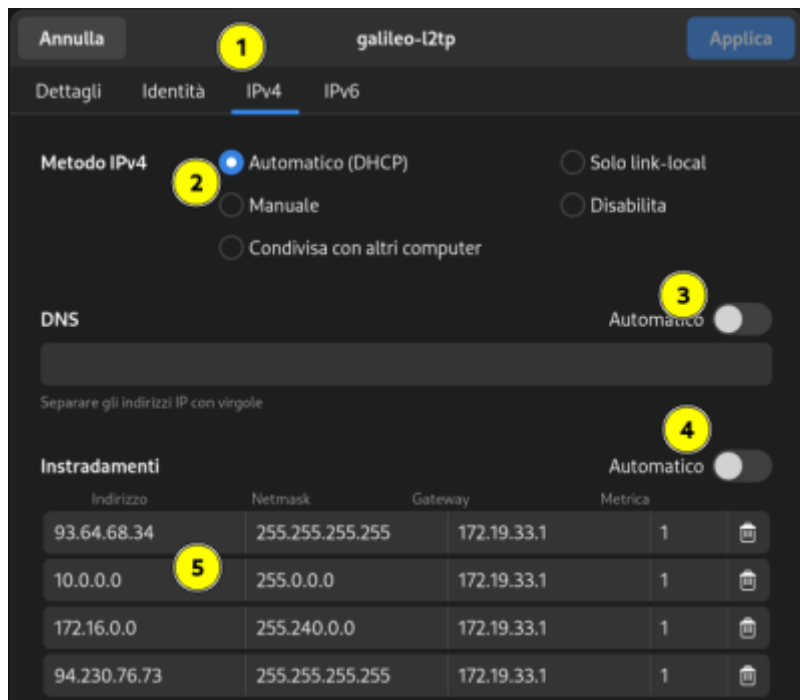 Annulla 1 galileo-l2tp Applica
Dettagli Identità IPv4 IPv6
Metodo IPv4 2 Automatico (DHCP) Solo link-local
Manuale Disabilita
Condivisa con altri computer
3
DNS Automatico
Separare gli indirizzi IP con virgole
4
Instradamenti Automatico
Indirizzo Netmask Gateway Metrica
93.64.68.34 255.255.255.255 172.19.33.1 1
5
10.0.0.0 255.0.0.0 172.19.33.1 1
172.16.0.0 255.240.0.0 172.19.33.1 1
94.230.76.73 255.255.255.255 172.19.33.1 1